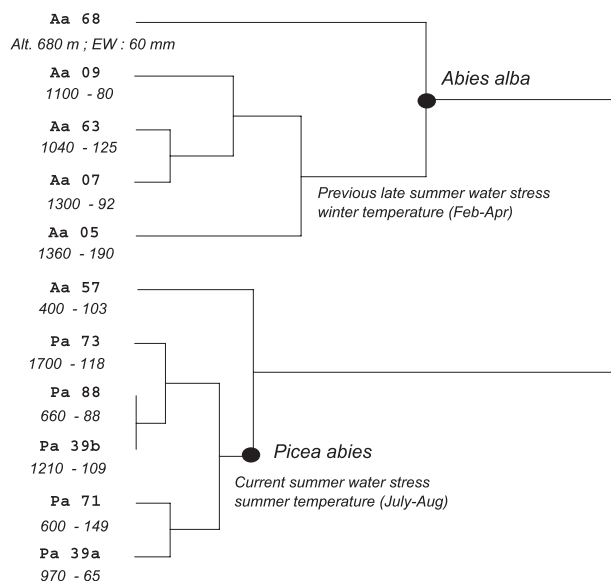 Aa 68
Alt. 680 m ; EW : 60 mm
Abies alba
Aa 09
1100 - 80
Aa 63
1040 - 125
Aa 07
1300 - 92
Previous late summer water stress
winter temperature (Feb-Apr)
Aa 05
1360 - 190
Aa 57
400 - 103
Pa 73
1700 - 118
Pa 88
660 - 88
Pa 39b
1210 - 109
Picea abies
Current summer water stress
summer temperature (July-Aug)
Pa 71
600 - 149
Pa 39a
970 - 65